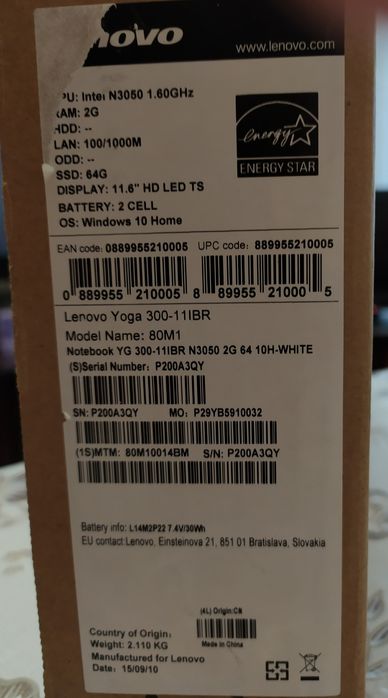 novo
www.lenovo.com
PU: Intel N3050 1.60GHz
RAM: 2G
HDD: --
LAN: 100/1000M
ODD: --
SSD: 64G
DISPLAY: 11.6" HD LED TS
BATTERY: 2 CELL
OS: Windows 10 Home
energy
ENERGY STAR
EAN code: 0889955210005 UPC code: 889955210005
0 889955 210005 8 89955 21000 5
Lenovo Yoga 300-11IBR
Model Name: 80M1
Notebook YG 300-11IBR N3050 2G 64 10H-WHITE
(S)Serial Number: P200A3QY
SN: P200A3QY MO: P29YB5910032
(1S)MTM: 80M10014BM S/N: P200A3QY
Battery info: L14M2P22 7.4V/30Wh
EU contact:Lenovo, Einsteinova 21, 851 01 Bratislava, Slovakia
(4L) Origin:CN
Country of Origin:
Made in China
Weight: 2.110 KG
Manufactured for Lenovo
Date: 15/09/10